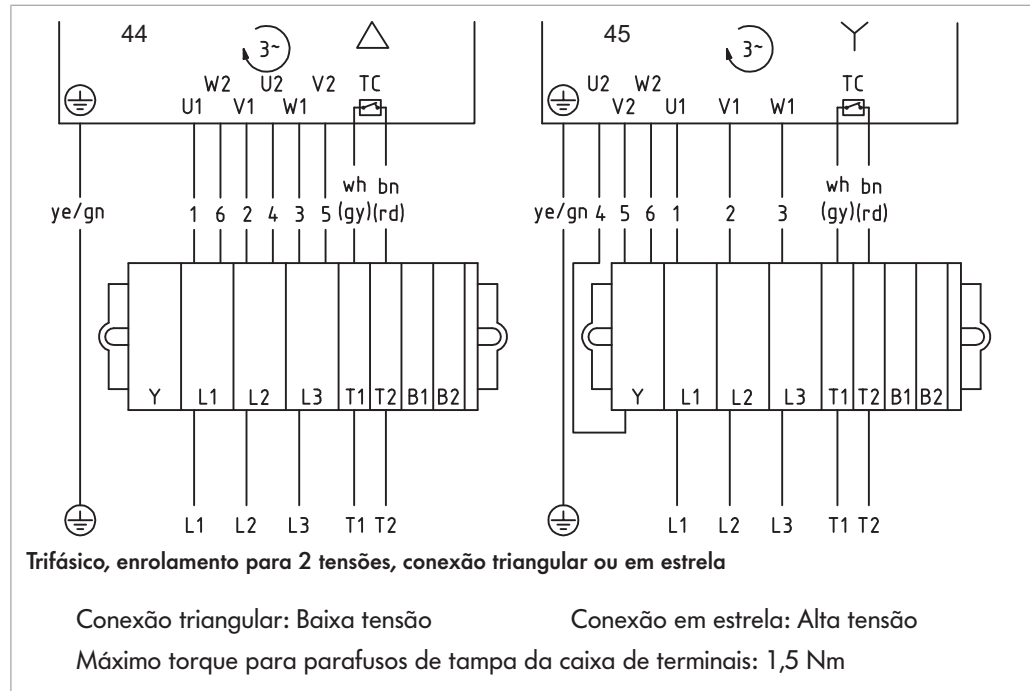 44 3~ 45 3~
W2 U2 V2 TC U2 W2 TC
U1 V1 W1 V2 U1 V1 W1
wh bn wh bn
ye/gn 1 6 2 4 3 5 (gy)(rd) ye/gn 4 5 6 1 2 3 (gy)(rd)
Y L1 L2 L3 T1 T2 B1 B2 Y L1 L2 L3 T1 T2 B1 B2
L1 L2 L3 T1 T2 L1 L2 L3 T1 T2
Trifásico, enrolamento para 2 tensões, conexão triangular ou em estrela
Conexão triangular: Baixa tensão Conexão em estrela: Alta tensão
Máximo torque para parafusos de tampa da caixa de terminais: 1,5 Nm